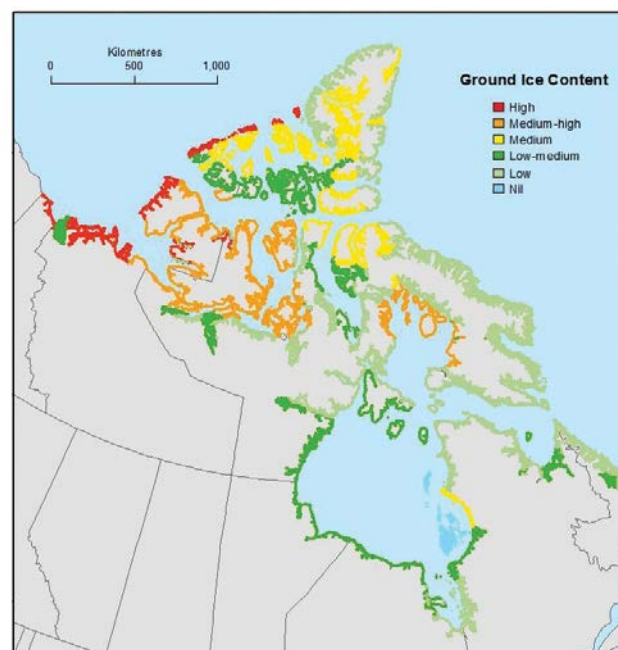 Kilometres
0 500 1,000
Ground Ice Content
High
Medium-high
Medium
Low-medium
Low
Nil